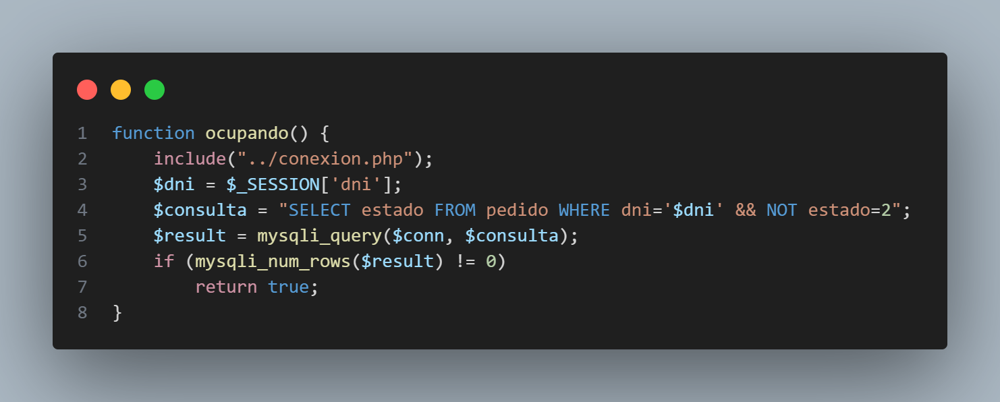 1 function ocupando() {
2     include("../conexion.php");
3     $dni = $_SESSION['dni'];
4     $consulta = "SELECT estado FROM pedido WHERE dni='$dni' && NOT estado=2";
5     $result = mysqli_query($conn, $consulta);
6     if (mysqli_num_rows($result) != 0)
7         return true;
8 }